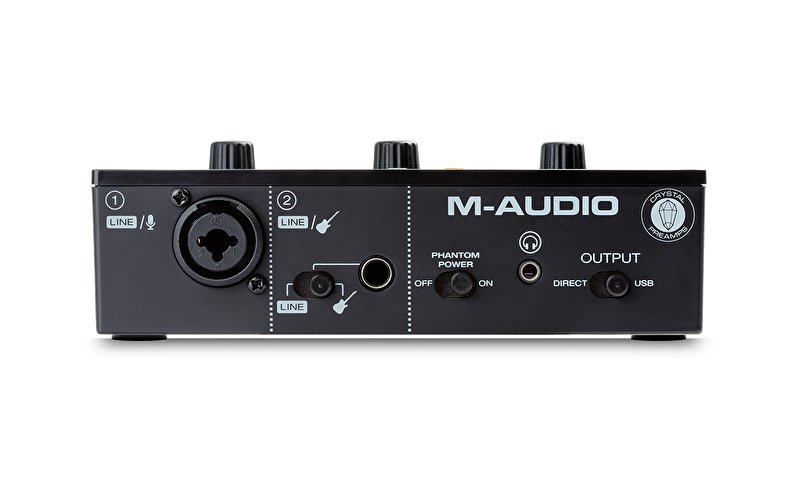 1
LINE /
2
LINE /
LINE
M-AUDIO
CRYSTAL PREAMPS
PHANTOM
POWER
OFF ON
OUTPUT
DIRECT USB